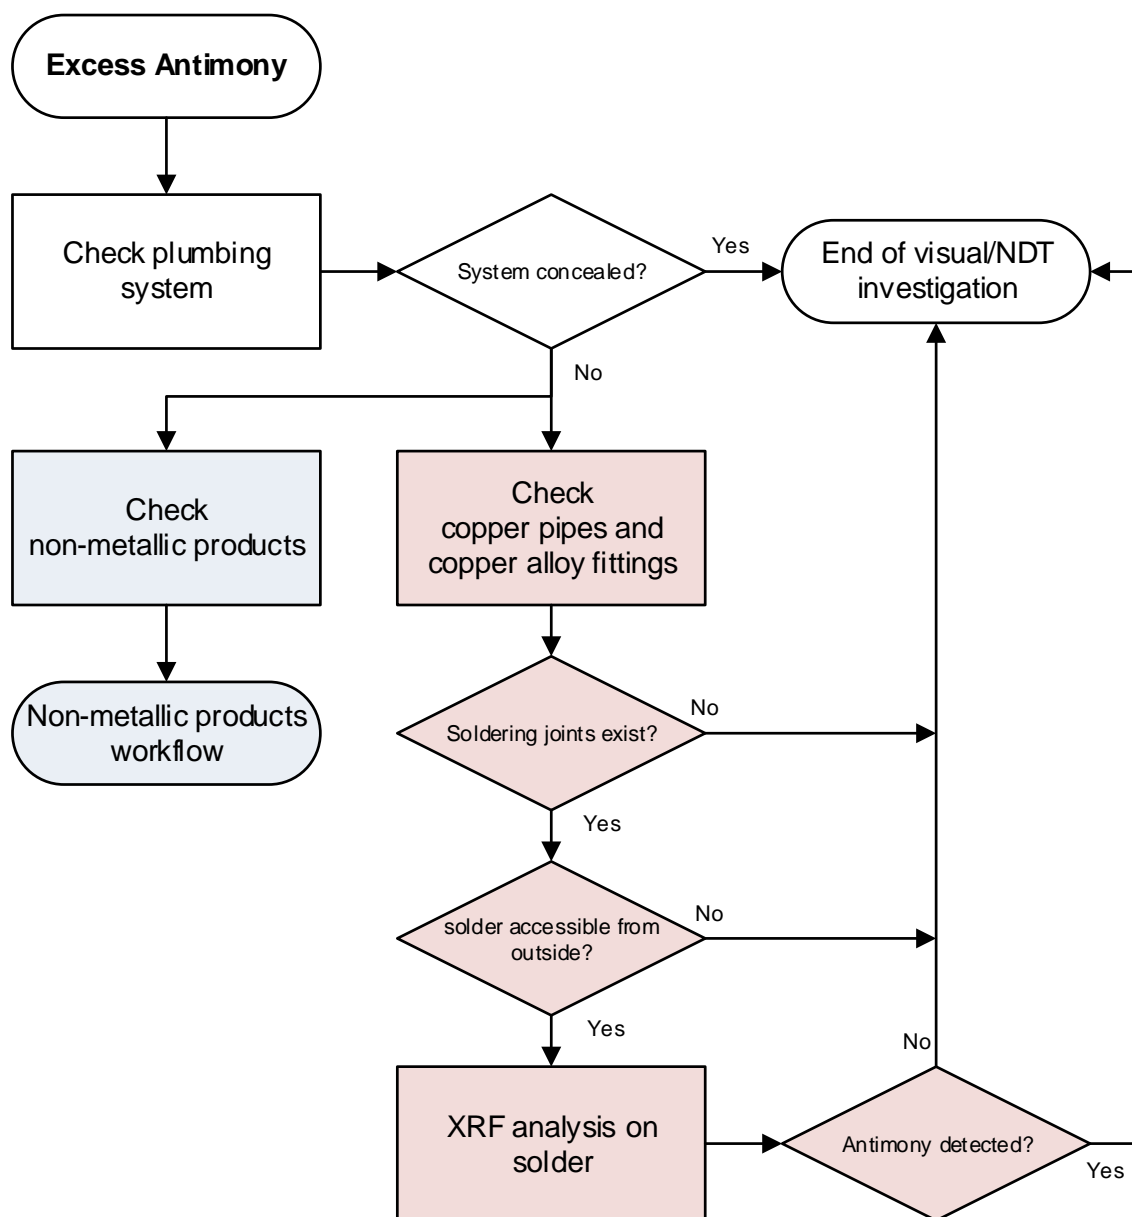 Excess Antimony
Check plumbing
system
System concealed?
Yes
End of visual/NDT
investigation
No
Check
non-metallic products
Check
copper pipes and
copper alloy fittings
Non-metallic products
workflow
Soldering joints exist?
No
Yes
solder accessible from
outside?
No
Yes
XRF analysis on
solder
No
Antimony detected?
Yes